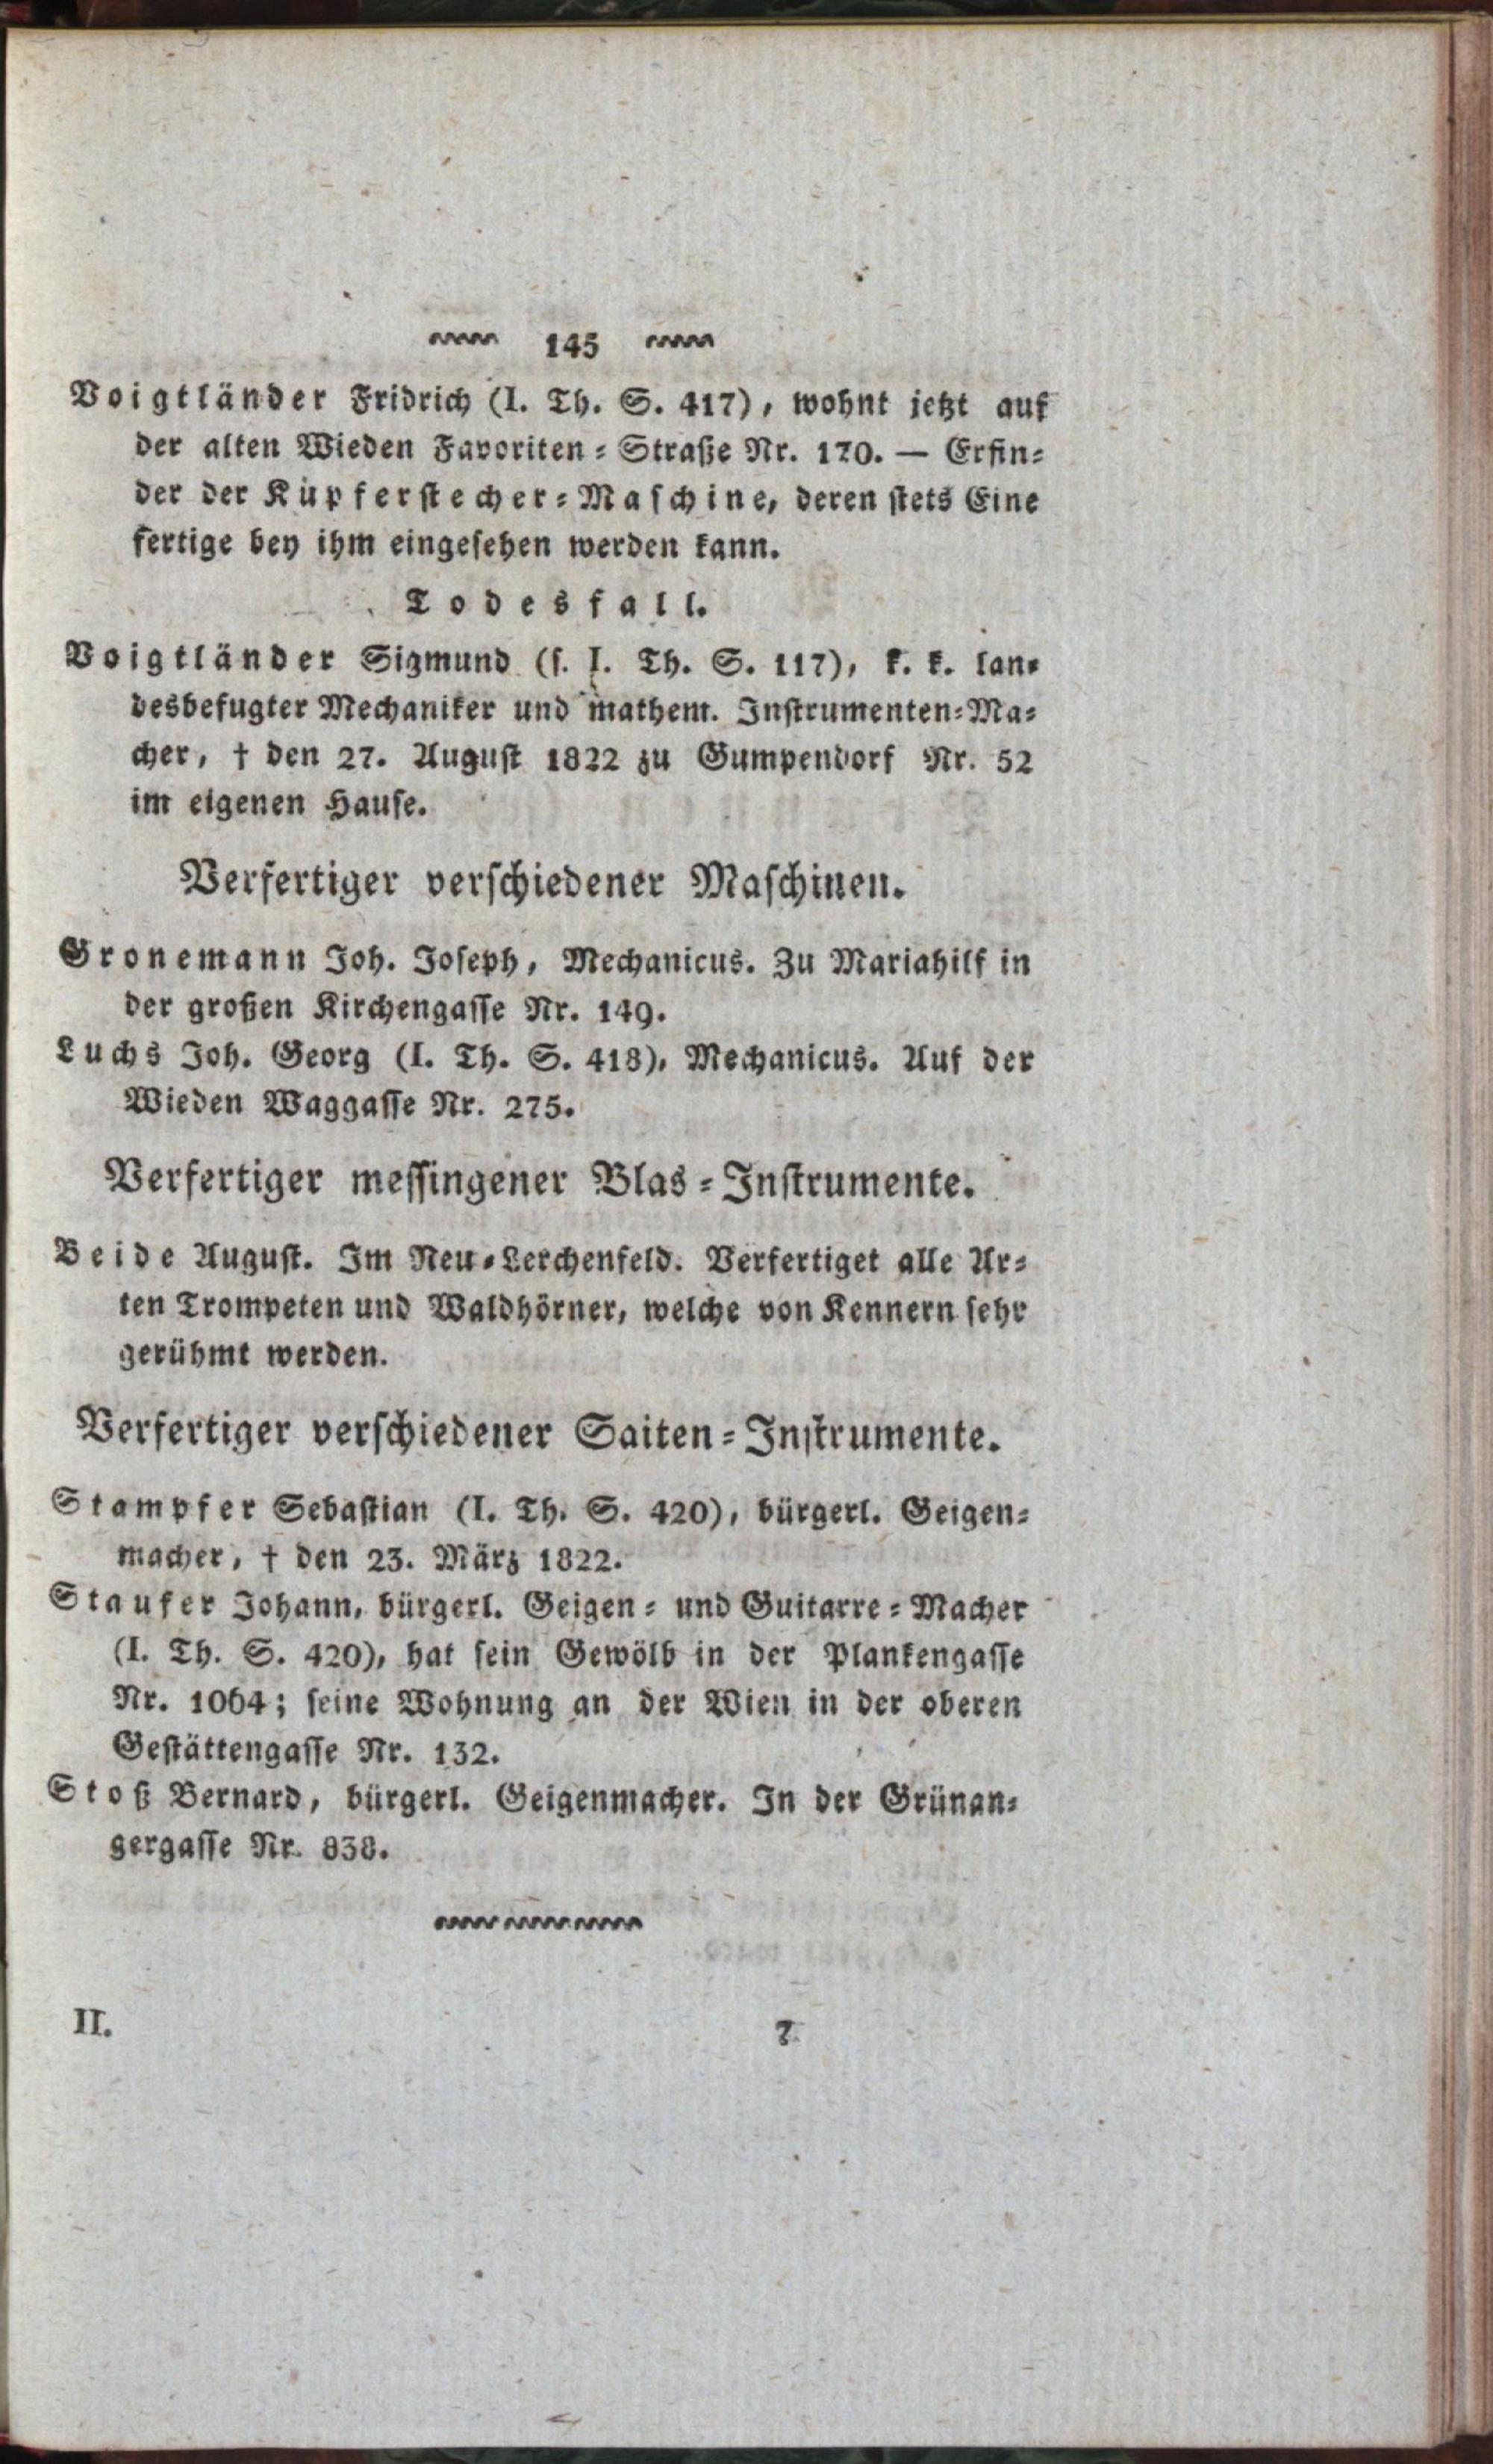 145
Voigtländer Fridrich (I. Th. S. 417), wohnt jetzt auf
der alten Wieden Favoriten-Straße Nr. 170. — Erfin-
der der Kupferstecher-Maschine, deren stets Eine
fertige bey ihm eingesehen werden kann.
Todesfall.
Voigtländer Sigmund (s. I. Th. S. 117), k. k. lan-
desbefugter Mechaniker und mathem. Instrumenten-Ma-
cher, † den 27. August 1822 zu Gumpendorf Nr. 52
im eigenen Hause.
Verfertiger verschiedener Maschinen.
Gronemann Joh. Joseph, Mechanicus. Zu Mariahilf in
der großen Kirchengasse Nr. 149.
Luchs Joh. Georg (I. Th. S. 418), Mechanicus. Auf der
Wieden Waggasse Nr. 275.
Verfertiger messingener Blas-Instrumente.
Beide August. Im Neu-Lerchenfeld. Verfertiget alle Ar-
ten Trompeten und Waldhörner, welche von Kennern sehr
gerühmt werden.
Verfertiger verschiedener Saiten-Instrumente.
Stampfer Sebastian (I. Th. S. 420), bürgerl. Geigen-
macher, † den 23. März 1822.
Staufer Johann, bürgerl. Geigen- und Guitarre-Macher
(I. Th. S. 420), hat sein Gewölb in der Plankengasse
Nr. 1064; seine Wohnung an der Wien in der oberen
Gestättengasse Nr. 132.
Stoß Bernard, bürgerl. Geigenmacher. In der Grünan-
gergasse Nr. 838.
II. 7